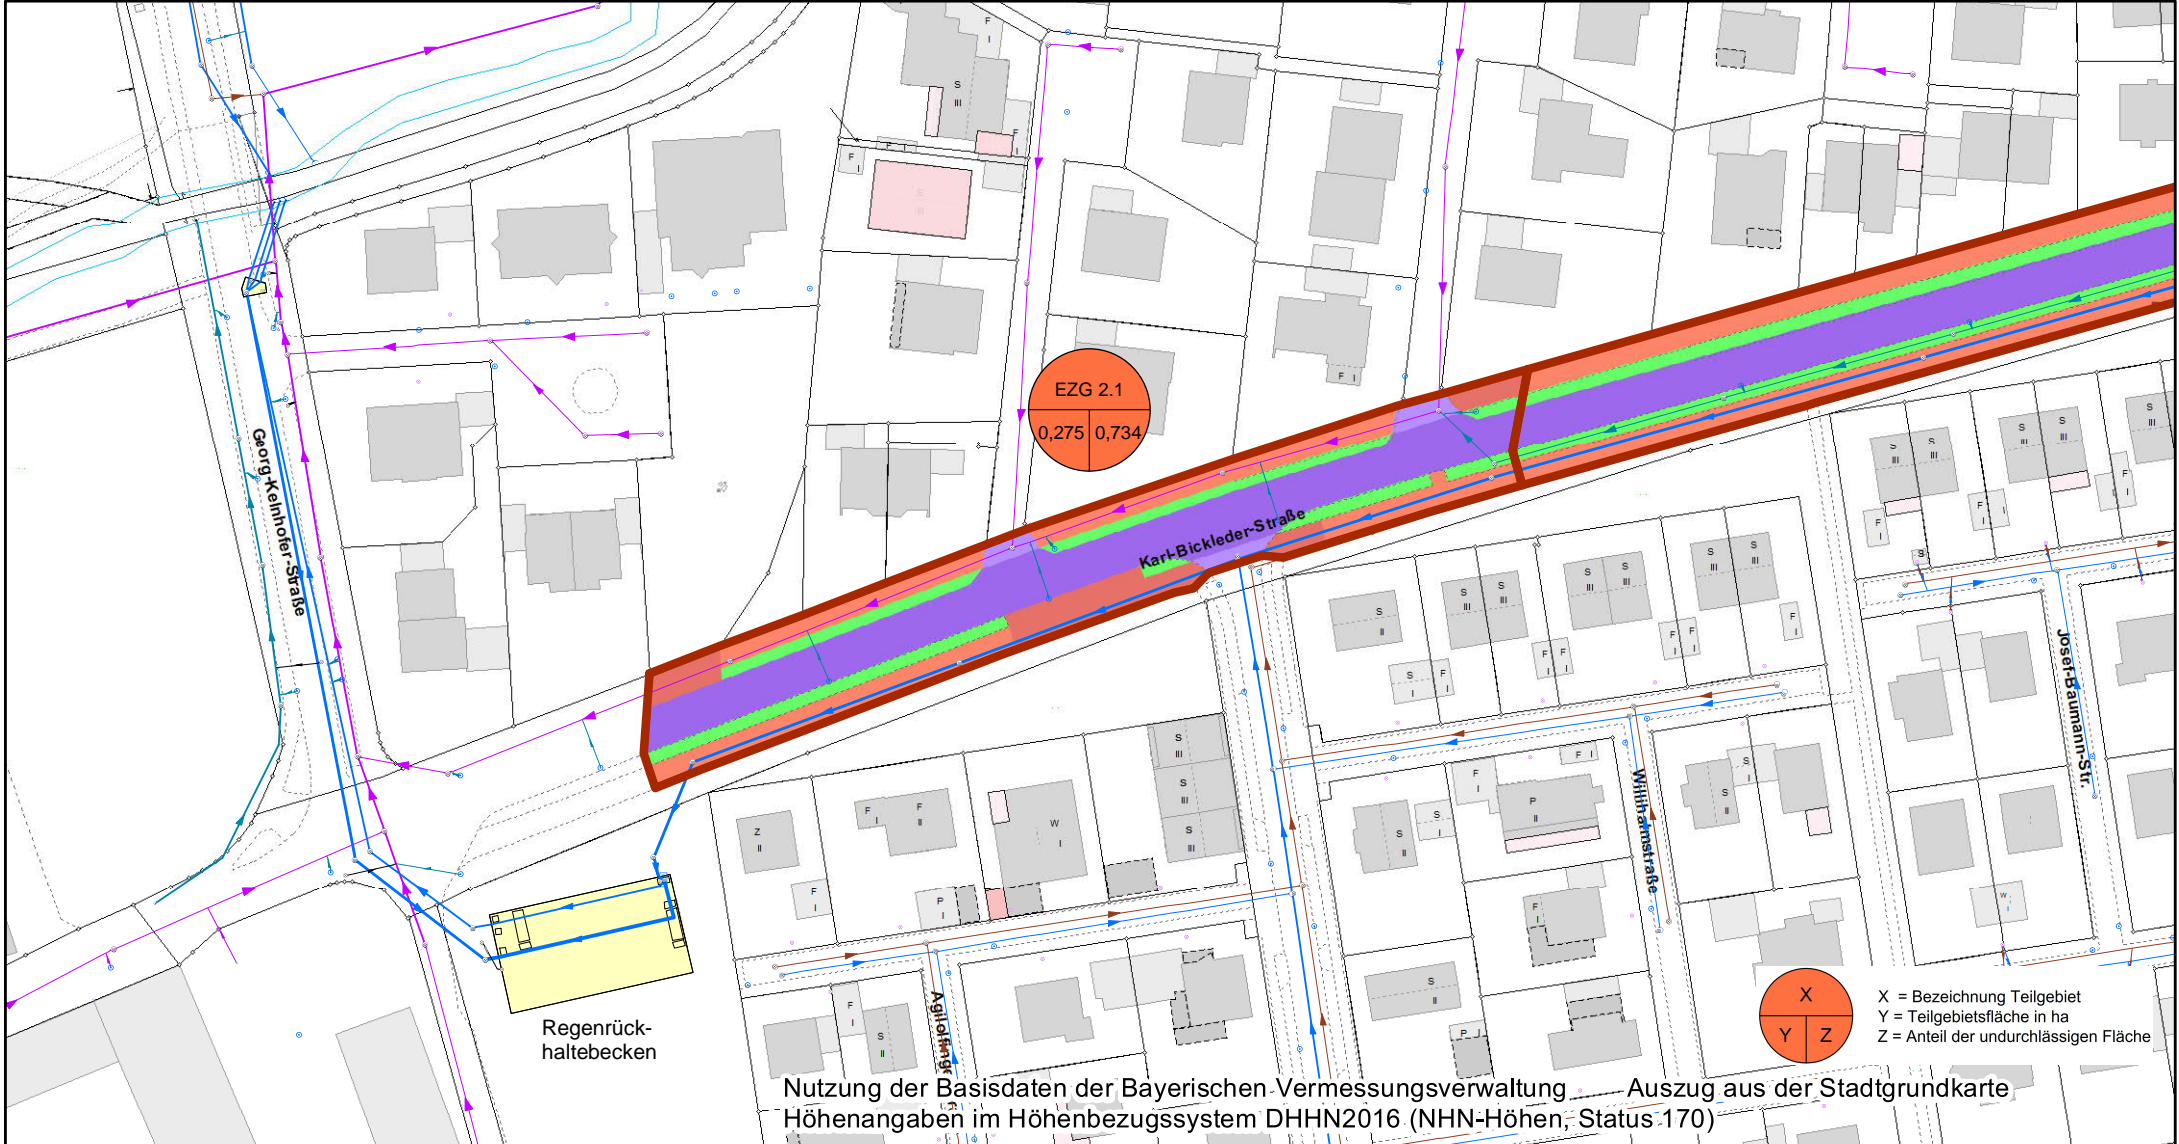 EZG 2.1
0,275 0,734
Georg-Kelnhofer-Straße
Karl-Bickleder-Straße
Josef-Baumann-Str.
Regenrück-
haltebecken
X
Y Z
X = Bezeichnung Teilgebiet
Y = Teilgebietsfläche in ha
Z = Anteil der undurchlässigen Fläche
Nutzung der Basisdaten der Bayerischen Vermessungsverwaltung Auszug aus der Stadtgrundkarte
Höhenangaben im Höhenbezugssystem DHHN2016 (NHN-Höhen, Status 170)